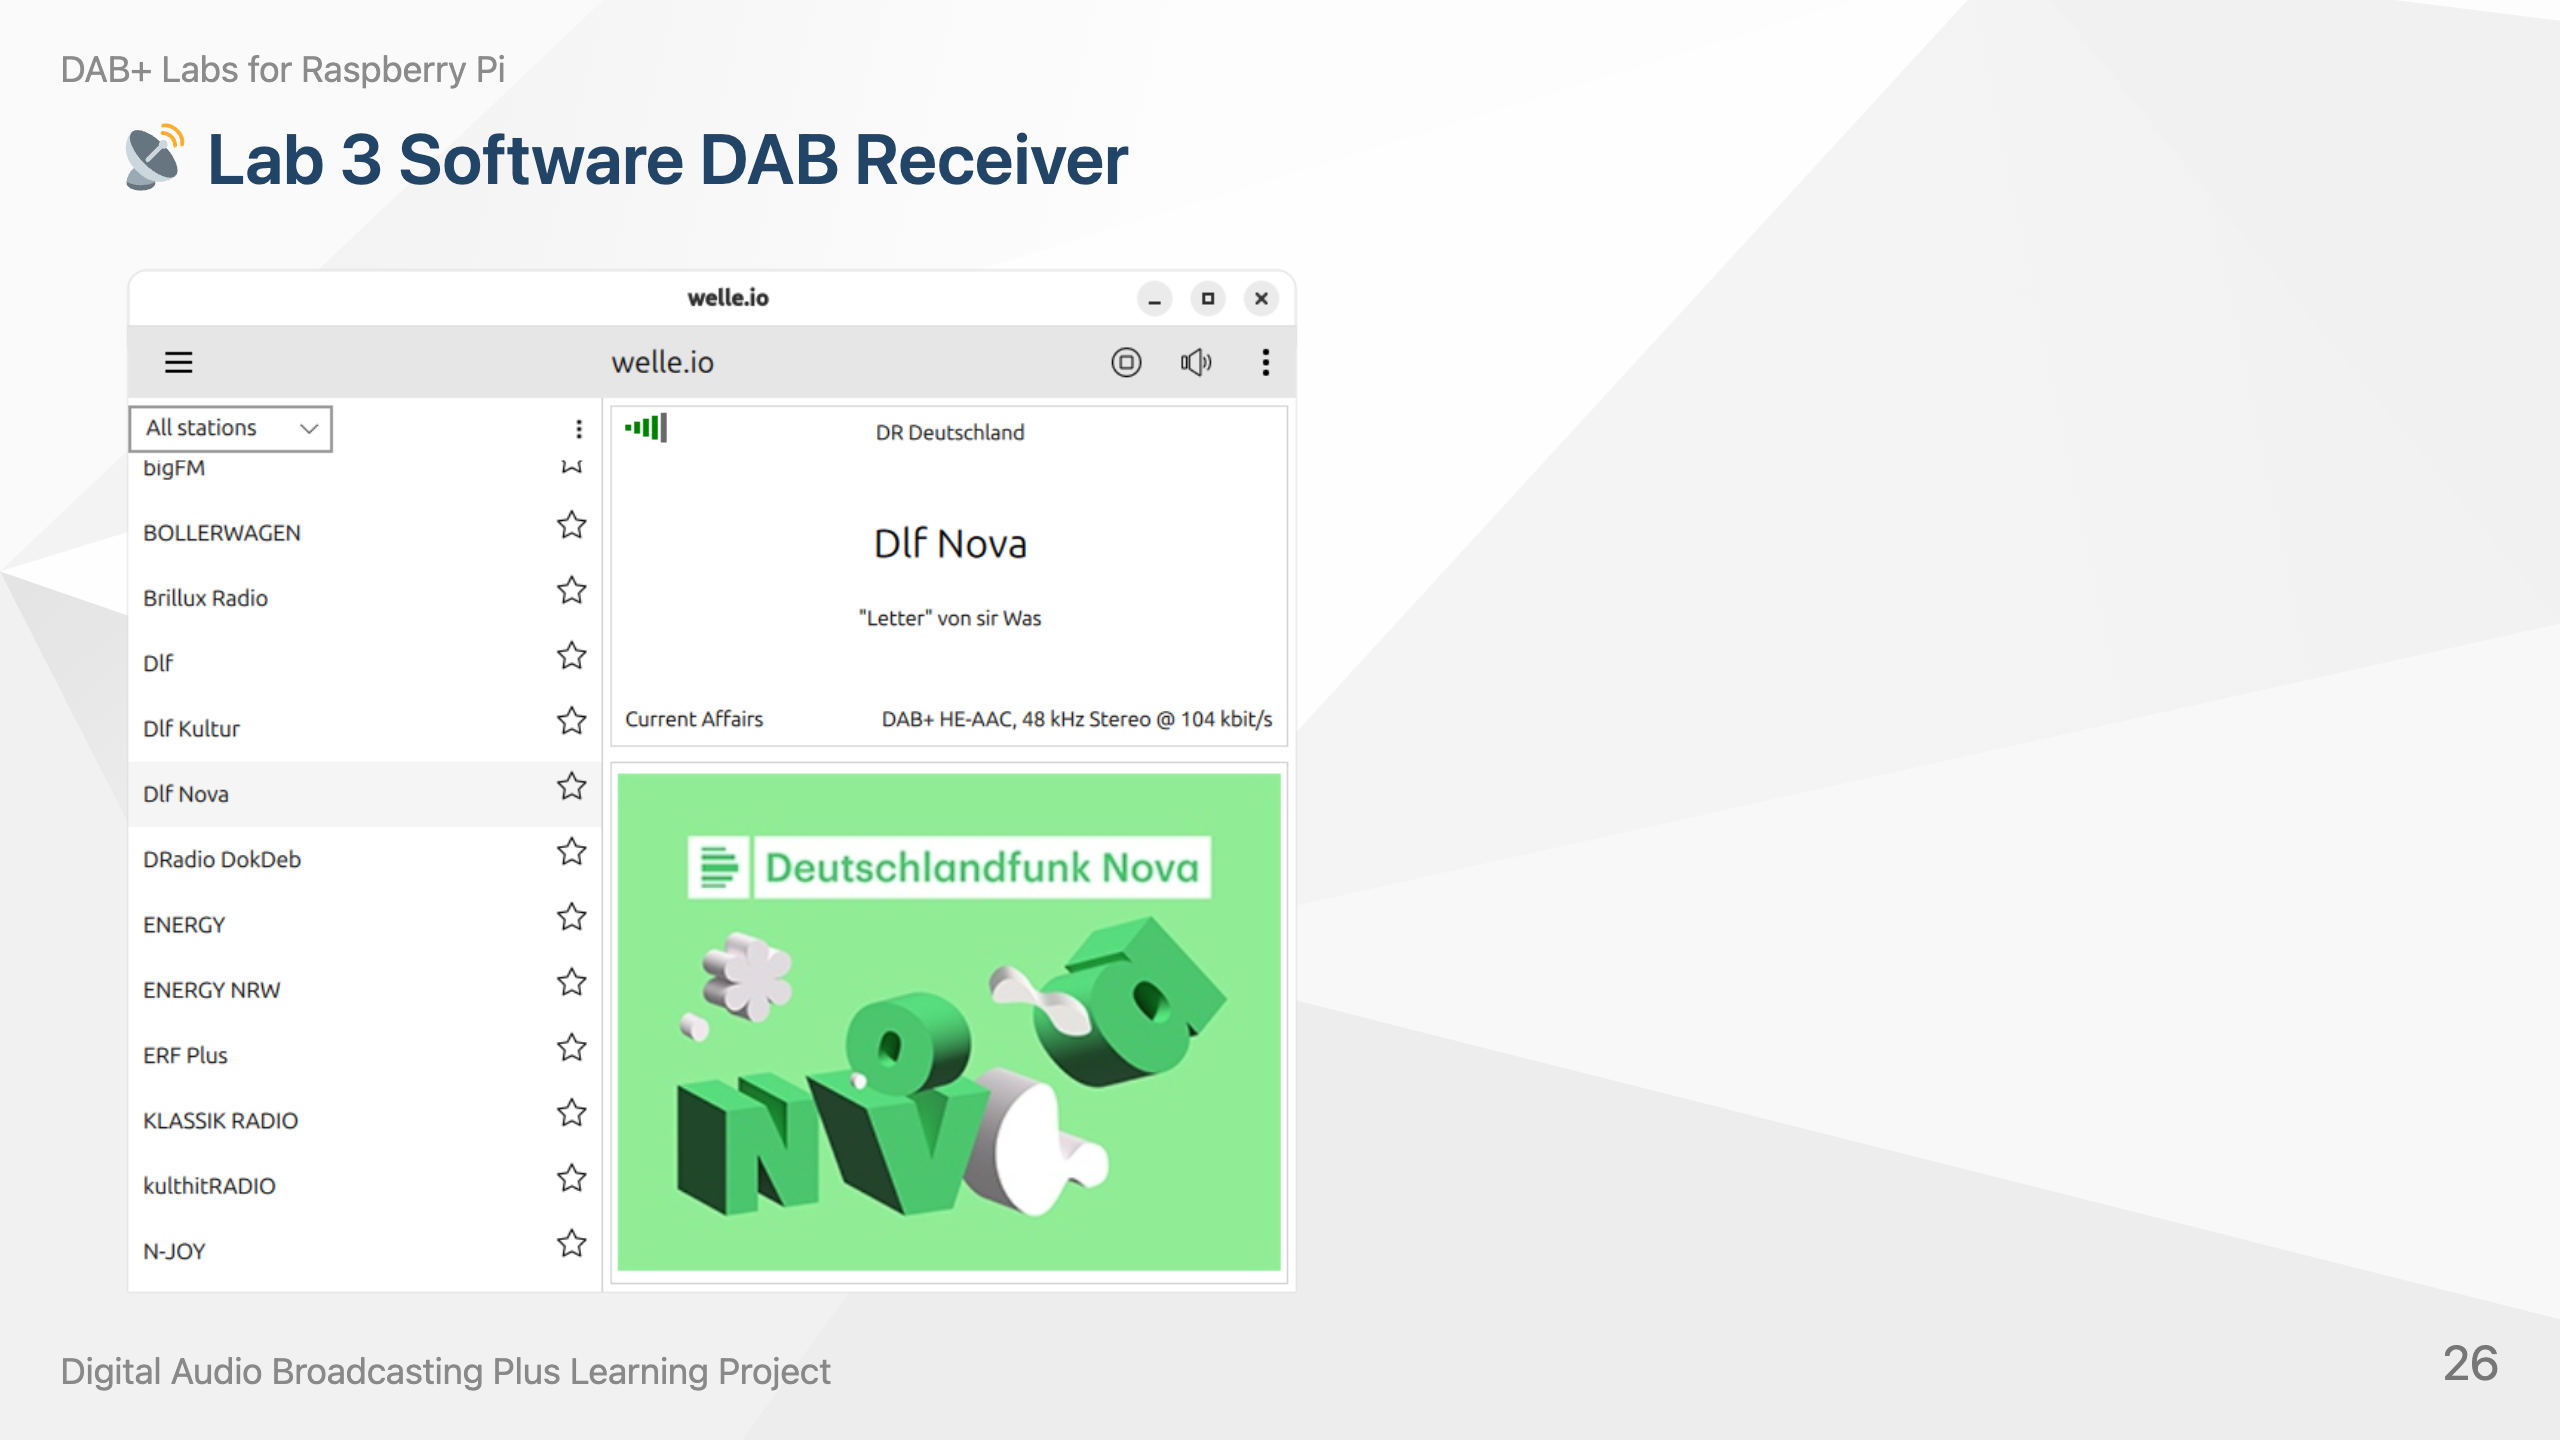 DAB+ Labs for Raspberry Pi
Lab 3 Software DAB Receiver
welle.io
welle.io
All stations
bigFM
BOLLERWAGEN
Brillux Radio
Dlf
Dlf Kultur
Dlf Nova
DRadio DokDeb
ENERGY
ENERGY NRW
ERF Plus
KLASSIK RADIO
kulthitRADIO
N-JOY
DR Deutschland
Dlf Nova
"Letter" von sir Was
Current Affairs
DAB+ HE-AAC, 48 kHz Stereo @ 104 kbit/s
Deutschlandfunk Nova
NOVa
Digital Audio Broadcasting Plus Learning Project
26